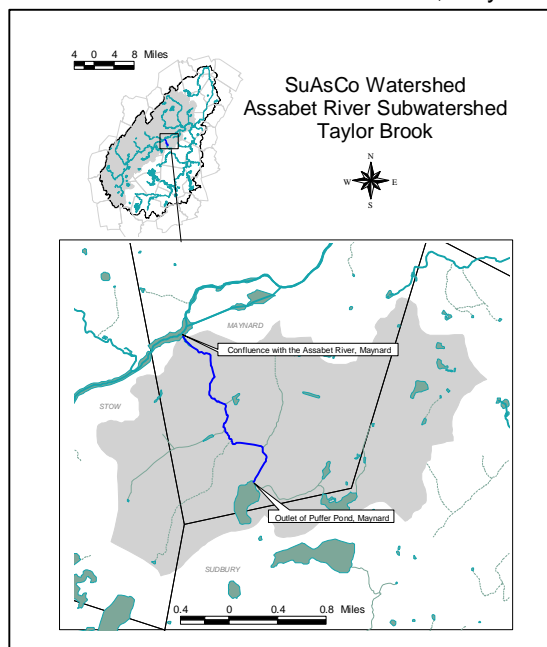 4 0 4 8 Miles
SuAsCo Watershed
Assabet River Subwatershed
Taylor Brook
N
W E
S
MAYNARD
Confluence with the Assabet River, Maynard
STOW
Outlet of Puffer Pond, Maynard
SUDBURY
0.4 0 0.4 0.8 Miles